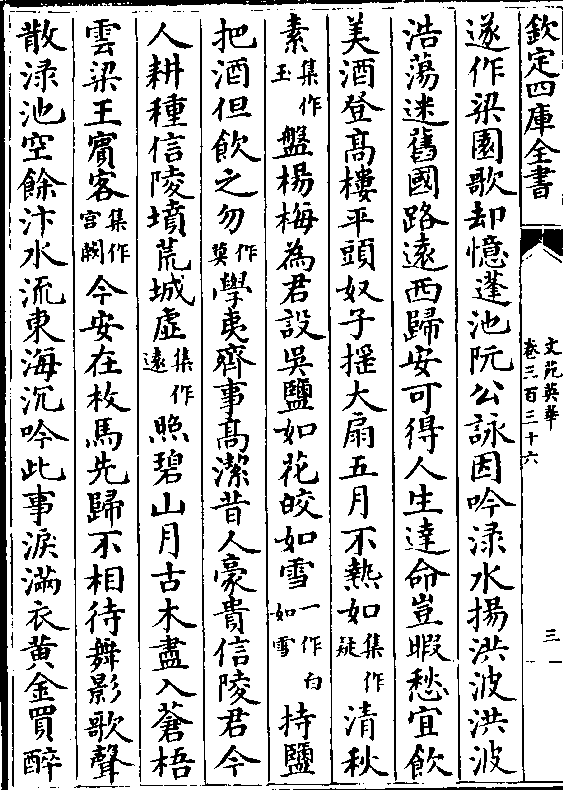 欽定四庫全書
文苑英華
卷三百三十六
三
遂作梁園歌却憶蓬池阮公詠因吟渌水揚洪波洪波
浩蕩迷舊國路遠西歸安可得人生達命豈暇愁宜飲
美酒登髙樓平頭奴子揺大扇五月不熱如集作疑清秋
素集作玉盤楊梅為君設吳鹽如花皎如雪一作白如雪持鹽
把酒但飲之勿作莫學夷齊事髙潔昔人豪貴信陵君今
人耕種信陵墳荒城虚集作逺照碧山月古木盡入蒼梧
雲梁王賓客集作宫闕今安在枚馬先歸不相待舞影歌聲
散渌池空餘汴水流東海沉吟此事淚滿衣黄金買醉